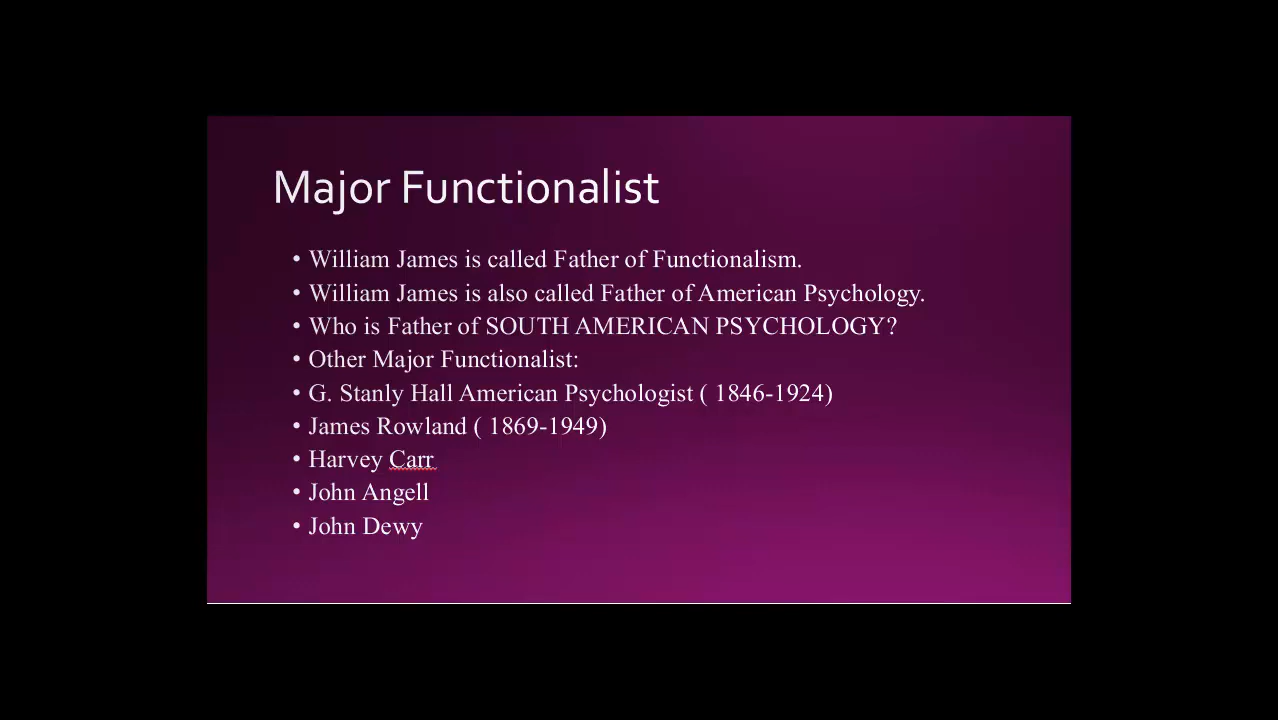 Major Functionalist
• William James is called Father of Functionalism.
• William James is also called Father of American Psychology.
• Who is Father of SOUTH AMERICAN PSYCHOLOGY?
• Other Major Functionalist:
• G. Stanly Hall American Psychologist ( 1846-1924)
• James Rowland ( 1869-1949)
• Harvey Carr
• John Angell
• John Dewy